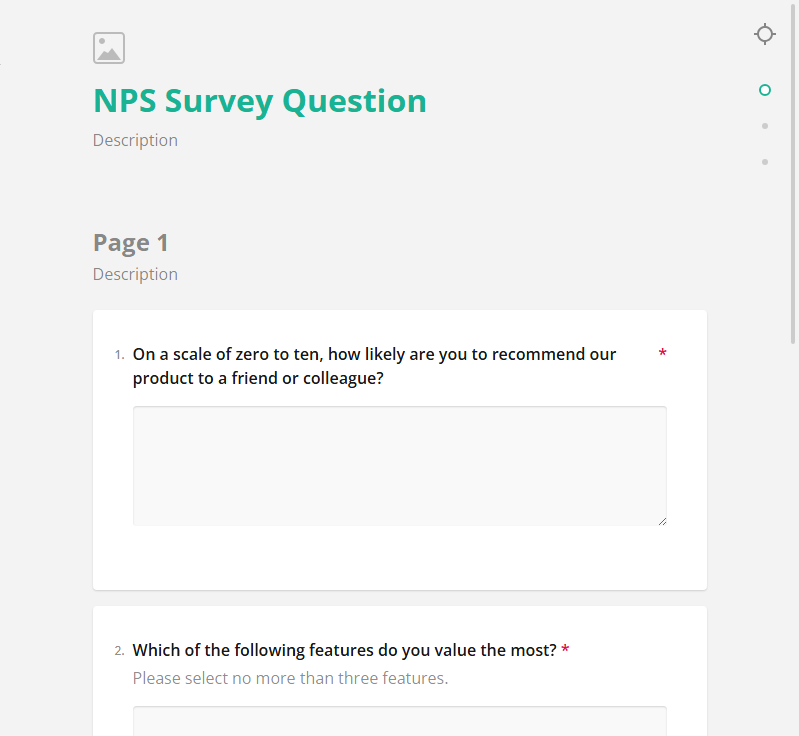 NPS Survey Question
Description
Page 1
Description
1. On a scale of zero to ten, how likely are you to recommend our *
product to a friend or colleague?
2. Which of the following features do you value the most? *
Please select no more than three features.